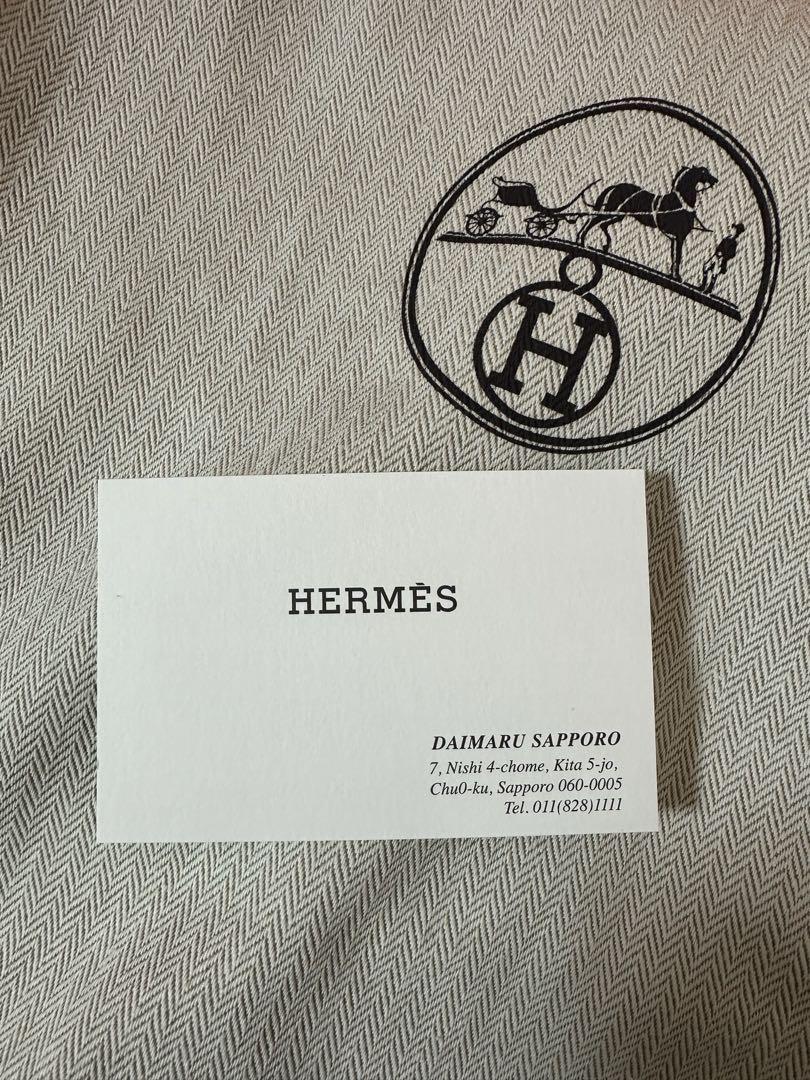 H
HERMÈS
DAIMARU SAPPORO
7, Nishi 4-chome, Kita 5-jo,
Chu0-ku, Sapporo 060-0005
Tel. 011(828)1111